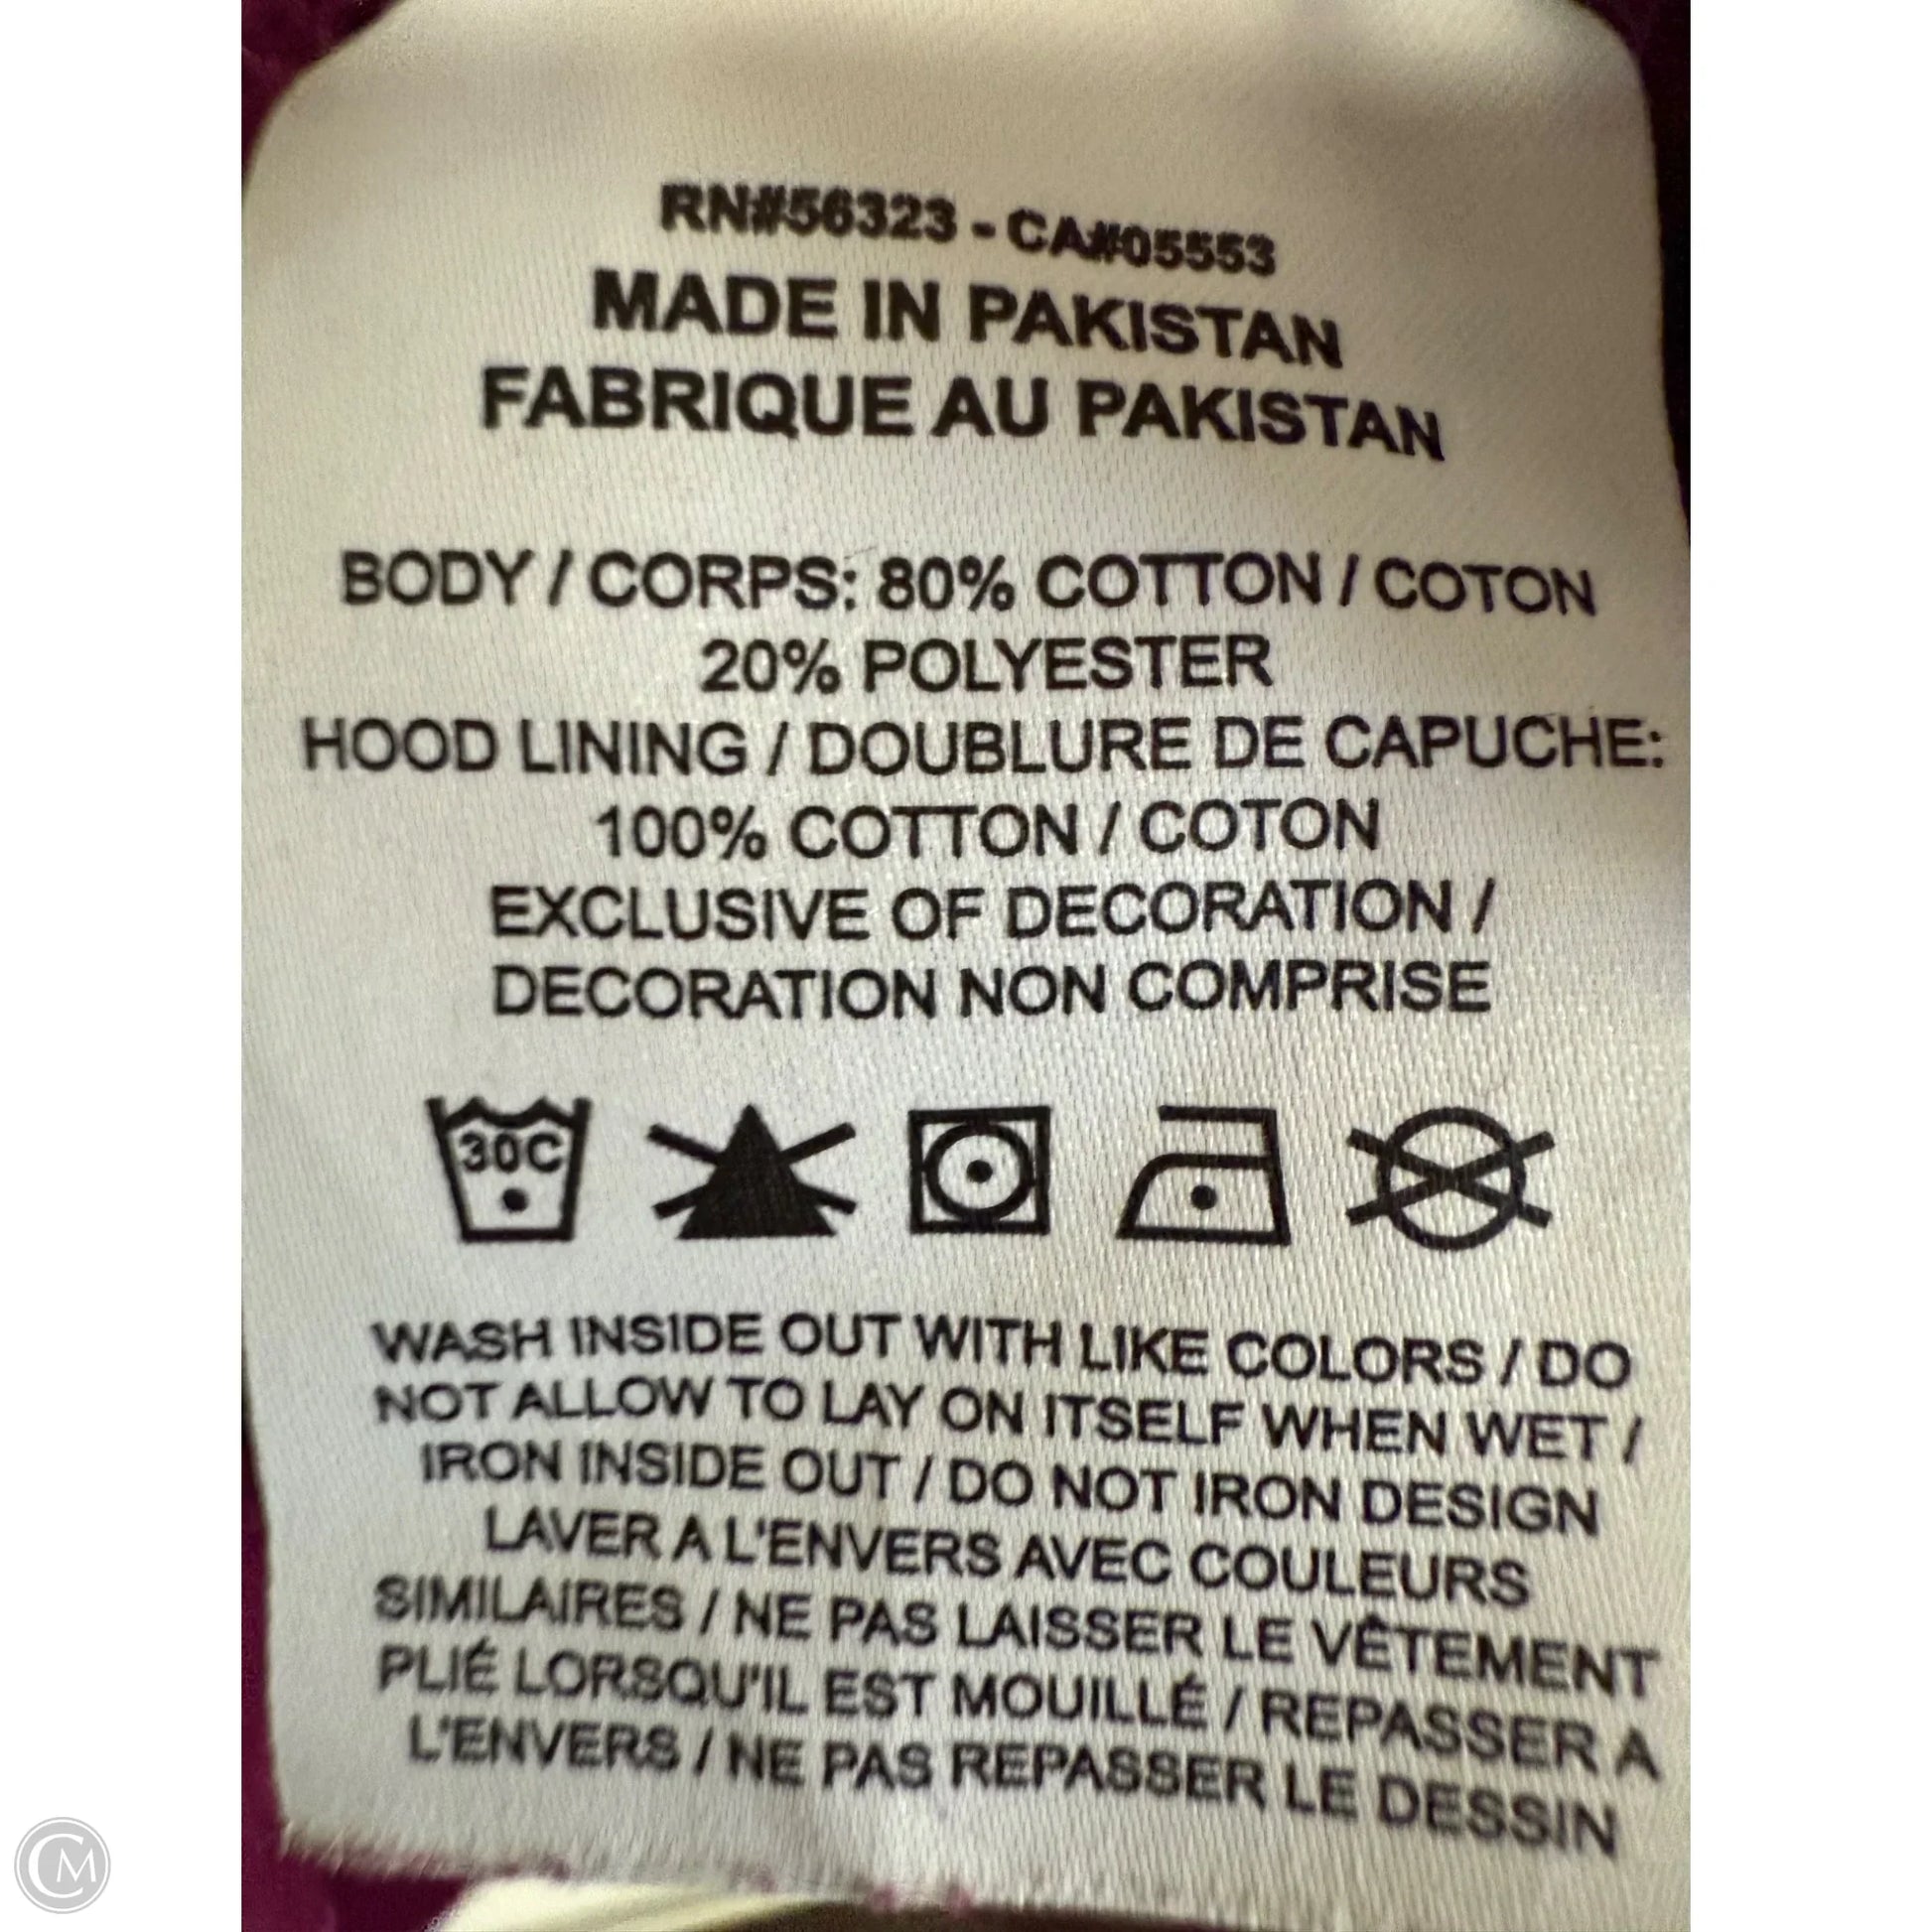 RN#56323 - CA#05553
MADE IN PAKISTAN
FABRIQUE AU PAKISTAN
BODY / CORPS: 80% COTTON / COTON
20% POLYESTER
HOOD LINING / DOUBLURE DE CAPUCHE:
100% COTTON / COTON
EXCLUSIVE OF DECORATION /
DECORATION NON COMPRISE
30C
WASH INSIDE OUT WITH LIKE COLORS / DO
NOT ALLOW TO LAY ON ITSELF WHEN WET /
IRON INSIDE OUT / DO NOT IRON DESIGN
LAVER A L'ENVERS AVEC COULEURS
SIMILAIRES / NE PAS LAISSER LE VÊTEMENT
PLIÉ LORSQU'IL EST MOUILLÉ / REPASSER A
L'ENVERS / NE PAS REPASSER LE DESSIN
CM